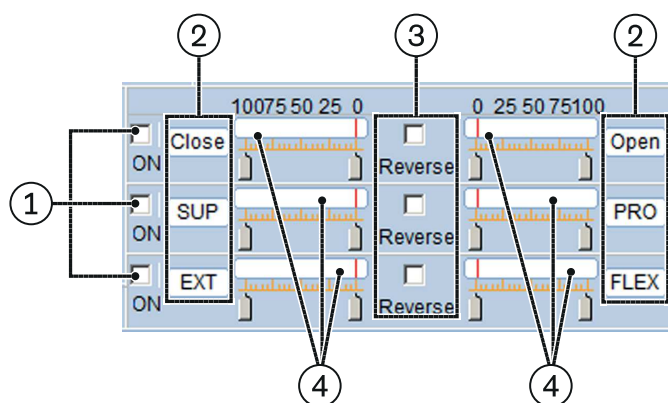 2 3 2
10075 50 25 0 0 25 50 75100
Close Open
ON Reverse
1 SUP PRO
ON Reverse
EXT FLEX
ON Reverse
4 4